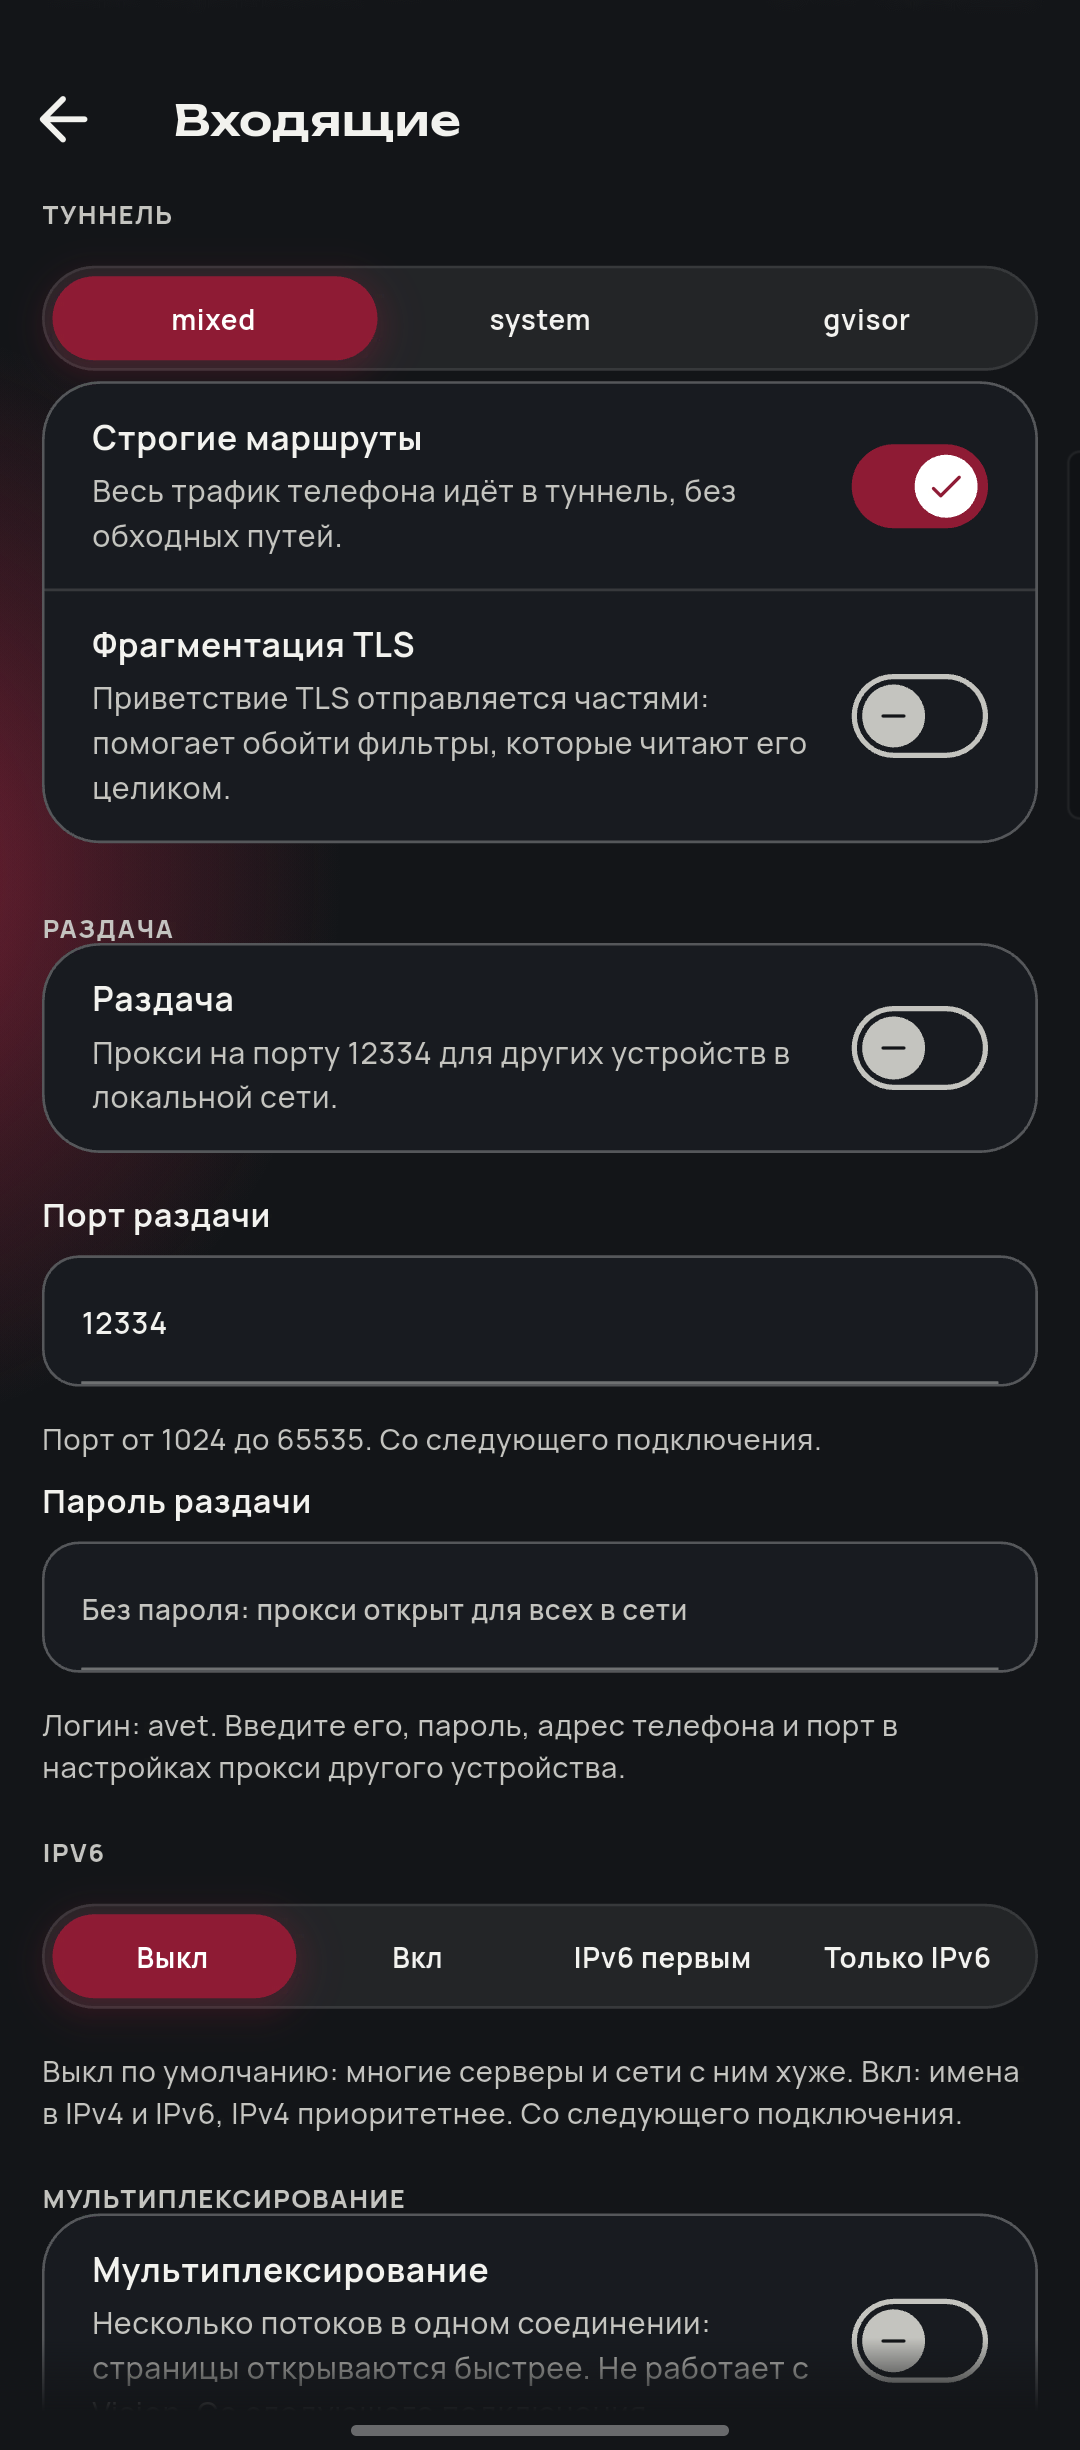 Входящие
ТУННЕЛЬ
mixed system gvisor
Строгие маршруты
Весь трафик телефона идёт в туннель, без
обходных путей.
Фрагментация TLS
Приветствие TLS отправляется частями:
помогает обойти фильтры, которые читают его
целиком.
РАЗДАЧА
Раздача
Прокси на порту 12334 для других устройств в
локальной сети.
Порт раздачи
12334
Порт от 1024 до 65535. Со следующего подключения.
Пароль раздачи
Без пароля: прокси открыт для всех в сети
Логин: avet. Введите его, пароль, адрес телефона и порт в
настройках прокси другого устройства.
IPV6
Выкл Вкл IPv6 первым Только IPv6
Выкл по умолчанию: многие серверы и сети с ним хуже. Вкл: имена
в IPv4 и IPv6, IPv4 приоритетнее. Со следующего подключения.
МУЛЬТИПЛЕКСИРОВАНИЕ
Мультиплексирование
Несколько потоков в одном соединении:
страницы открываются быстрее. Не работает с